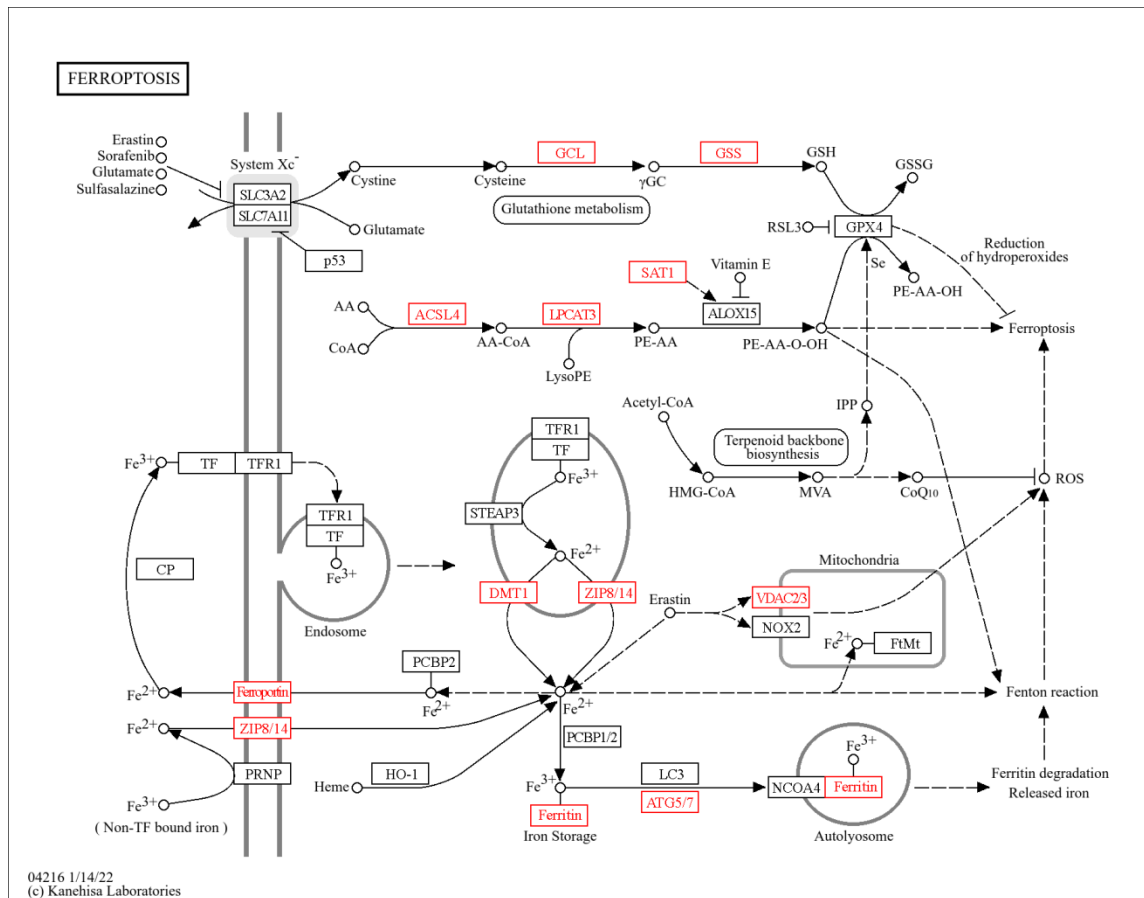 FERROPTOSIS
Erastin
Sorafenib
Glutamate
Sulfasalazine
System Xc-
SLC3A2
SLC7A11
p53
Cystine
Glutamate
Cysteine
GCL
γGC
GSS
GSH
GSSG
Glutathione metabolism
RSL3
GPX4
Se
Reduction
of hydroperoxides
PE-AA-OH
SAT1
Vitamin E
ALOX15
AA
CoA
ACSL4
AA-CoA
LPCAT3
LysoPE
PE-AA
PE-AA-O-OH
Ferroptosis
Acetyl-CoA
IPP
Terpenoid backbone
biosynthesis
HMG-CoA
MVA
CoQ10
ROS
Fe3+
TF
TFR1
TFR1
TF
Fe3+
Endosome
CP
TFR1
TF
Fe3+
STEAP3
Fe2+
DMT1
ZIP8/14
Erastin
Mitochondria
VDAC2/3
NOX2
Fe2+
FtMt
PCBP2
Fe2+
Ferroportin
Fe2+
Fe2+
Fenton reaction
Fe2+
ZIP8/14
PRNP
Fe3+
( Non-TF bound iron )
Heme
HO-1
PCBP1/2
Fe3+
Ferritin
Iron Storage
LC3
ATG5/7
NCOA4
Ferritin
Fe3+
Autolyosome
Ferritin degradation
Released iron
04216 1/14/22
(c) Kanehisa Laboratories